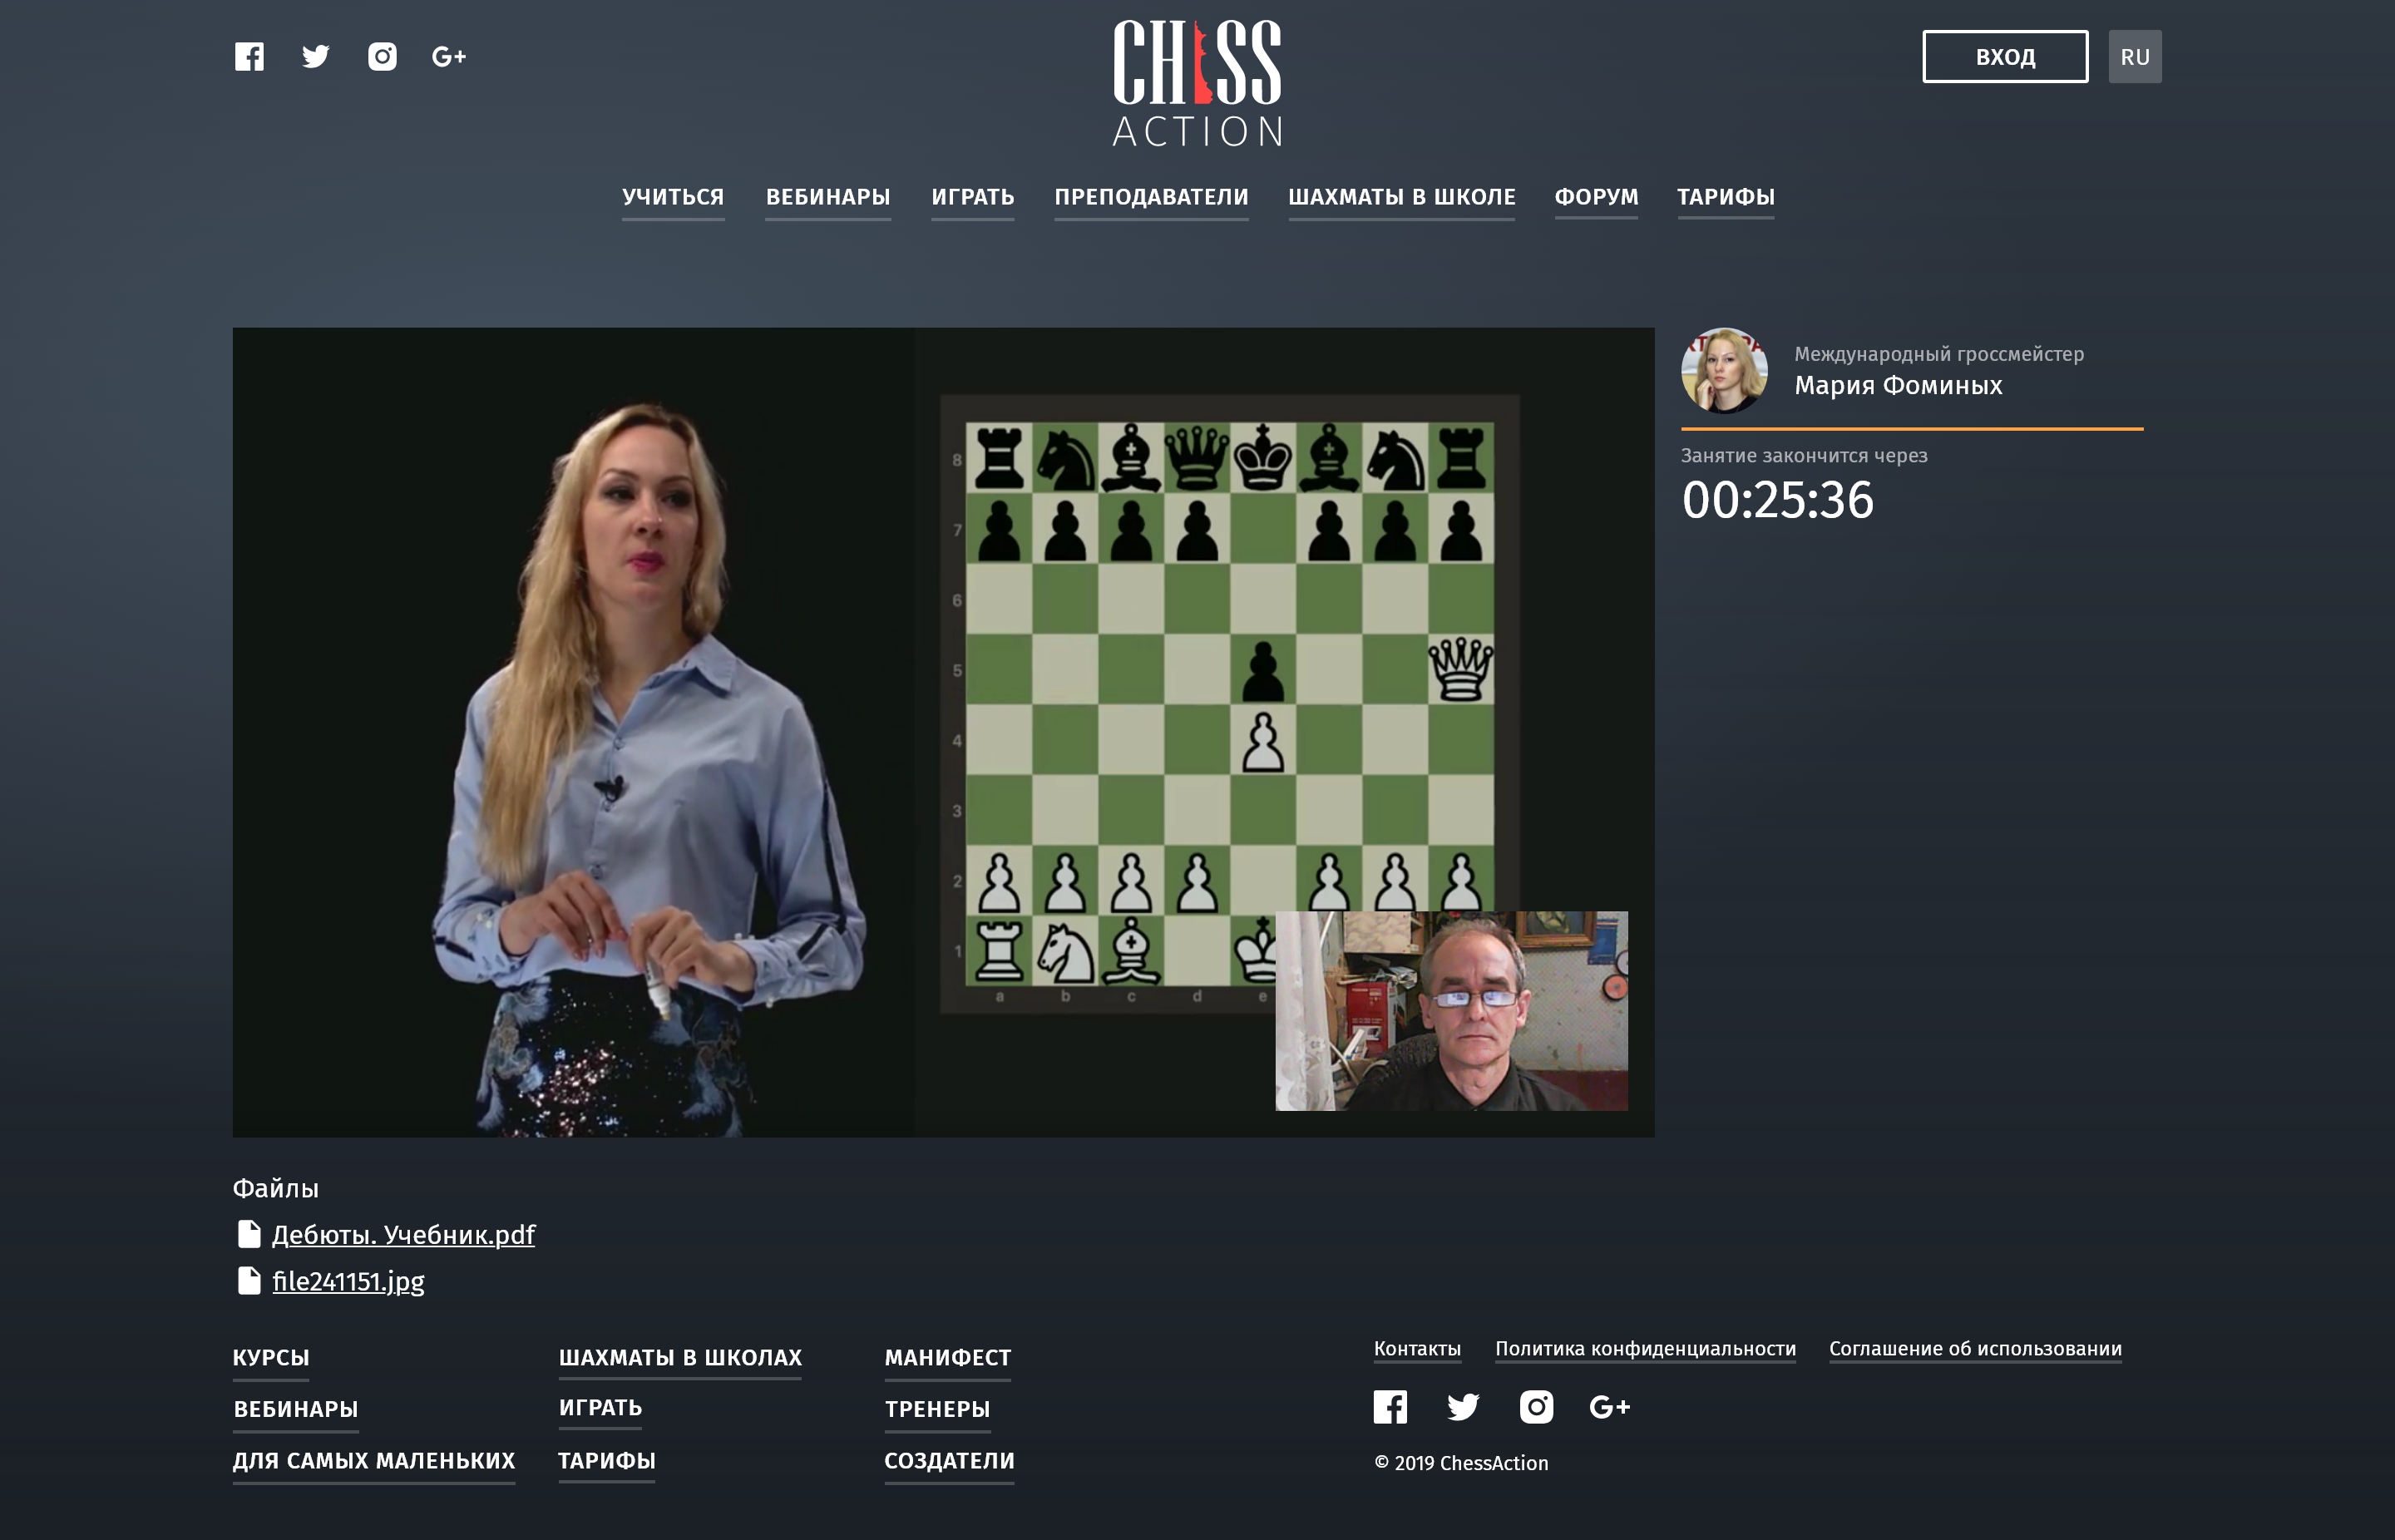 CHESS
ACTION
ВХОД
RU
УЧИТЬСЯ ВЕБИНАРЫ ИГРАТЬ ПРЕПОДАВАТЕЛИ ШАХМАТЫ В ШКОЛЕ ФОРУМ ТАРИФЫ
Международный гроссмейстер
Мария Фоминых
Занятие закончится через
00:25:36
8
7
6
5
4
3
2
1
a b c d e
Файлы
Дебюты. Учебник.pdf
file241151.jpg
КУРСЫ
ВЕБИНАРЫ
ДЛЯ САМЫХ МАЛЕНЬКИХ
ШАХМАТЫ В ШКОЛАХ
ИГРАТЬ
ТАРИФЫ
МАНИФЕСТ
ТРЕНЕРЫ
СОЗДАТЕЛИ
Контакты Политика конфиденциальности Соглашение об использовании
© 2019 ChessAction